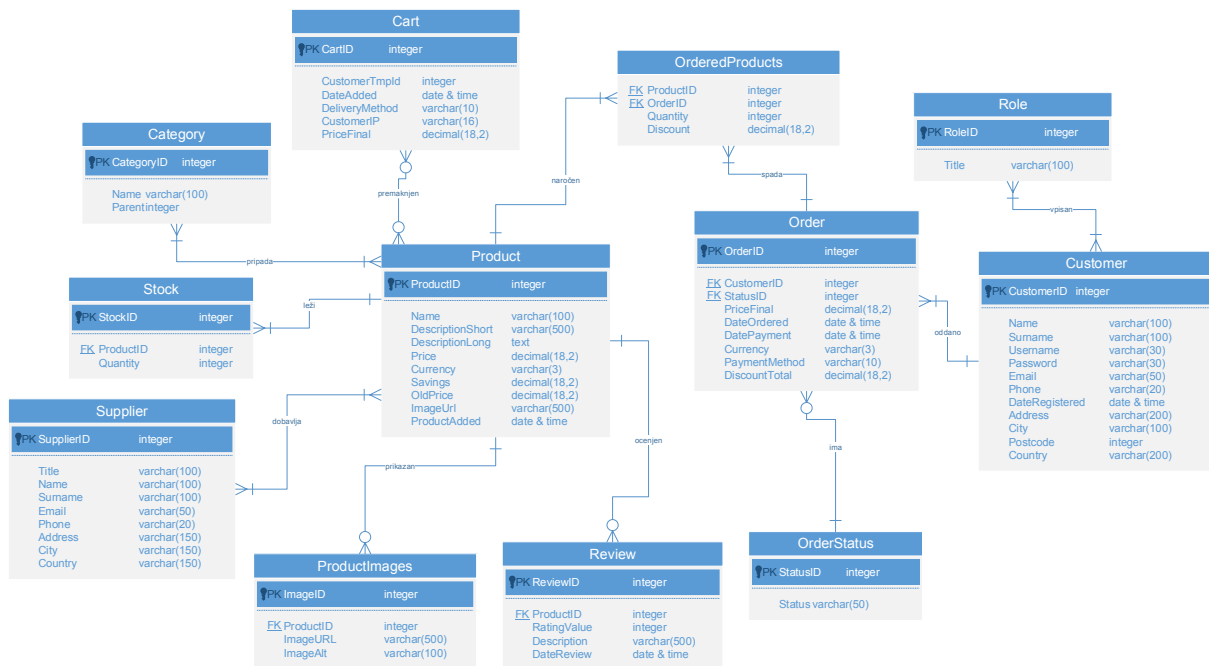 Cart
PK CartID integer
CustomerTmpId integer
DateAdded date & time
DeliveryMethod varchar(10)
CustomerIP varchar(16)
PriceFinal decimal(18,2)
OrderedProducts
FK ProductID integer
FK OrderID integer
Quantity integer
Discount decimal(18,2)
Role
PK RoleID integer
Title varchar(100)
Category
PK CategoryID integer
Name varchar(100)
Parentinteger
premaknjen
naročen
spada
vpisan
pripada
leži
oddano
dobavlja
prikazan
ocenjen
ima
Product
PK ProductID integer
Name varchar(100)
DescriptionShort varchar(500)
DescriptionLong text
Price decimal(18,2)
Currency varchar(3)
Savings decimal(18,2)
OldPrice decimal(18,2)
ImageUrl varchar(500)
ProductAdded date & time
Order
PK OrderID integer
FK CustomerID integer
FK StatusID integer
PriceFinal decimal(18,2)
DateOrdered date & time
DatePayment date & time
Currency varchar(3)
PaymentMethod varchar(10)
DiscountTotal decimal(18,2)
Customer
PK CustomerID integer
Name varchar(100)
Surname varchar(100)
Username varchar(30)
Password varchar(30)
Email varchar(50)
Phone varchar(20)
DateRegistered date & time
Address varchar(200)
City varchar(100)
Postcode integer
Country varchar(200)
Stock
PK StockID integer
FK ProductID integer
Quantity integer
Supplier
PK SupplierID integer
Title varchar(100)
Name varchar(100)
Surname varchar(100)
Email varchar(50)
Phone varchar(20)
Address varchar(150)
City varchar(150)
Country varchar(150)
ProductImages
PK ImageID integer
FK ProductID integer
ImageURL varchar(500)
ImageAlt varchar(100)
Review
PK ReviewID integer
FK ProductID integer
RatingValue integer
Description varchar(500)
DateReview date & time
OrderStatus
PK StatusID integer
Status varchar(50)